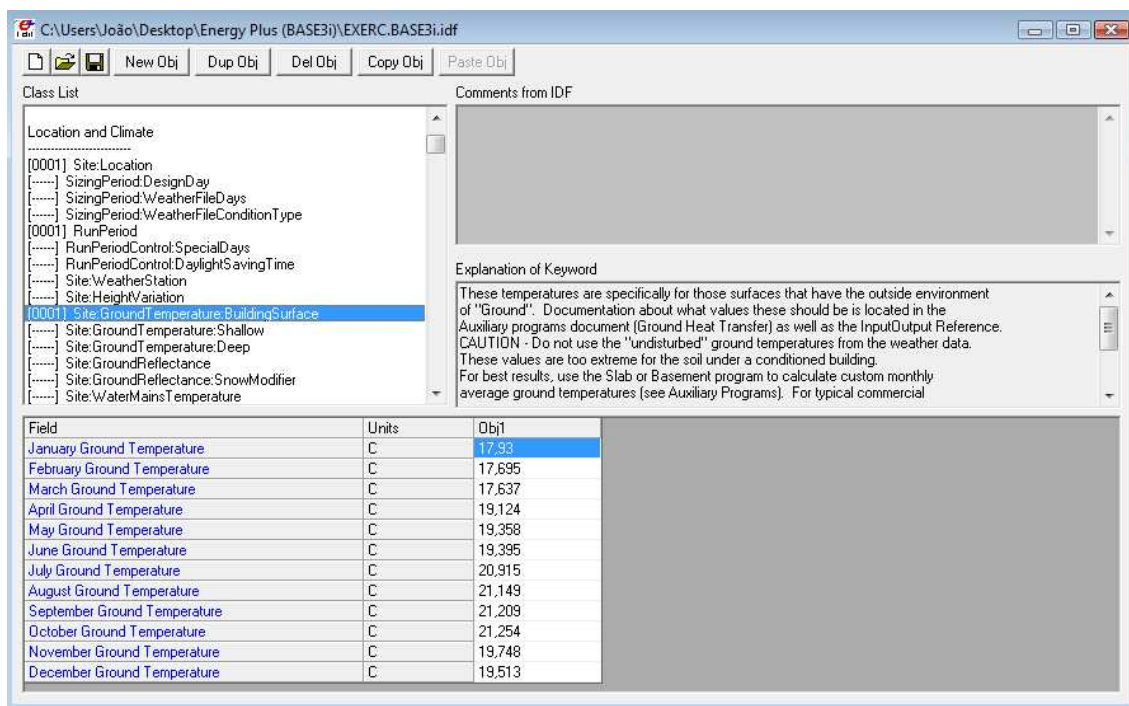 C:\Users\João\Desktop\Energy Plus (BASE3i)\EXERC.BASE3i.idf
New Obj Dup Obj Del Obj Copy Obj Paste Obj
Class List
Location and Climate
---------------------------
[0001] Site:Location
[------] SizingPeriod:DesignDay
[------] SizingPeriod:WeatherFileDays
[------] SizingPeriod:WeatherFileConditionType
[0001] RunPeriod
[------] RunPeriodControl:SpecialDays
[------] RunPeriodControl:DaylightSavingTime
[------] Site:WeatherStation
[------] Site:HeightVariation
[0001] Site:GroundTemperature:BuildingSurface
[------] Site:GroundTemperature:Shallow
[------] Site:GroundTemperature:Deep
[------] Site:GroundReflectance
[------] Site:GroundReflectance:SnowModifier
[------] Site:WaterMainsTemperature
Comments from IDF
Explanation of Keyword
These temperatures are specifically for those surfaces that have the outside environment
of "Ground". Documentation about what values these should be is located in the
Auxiliary programs document (Ground Heat Transfer) as well as the InputOutput Reference.
CAUTION - Do not use the "undisturbed" ground temperatures from the weather data.
These values are too extreme for the soil under a conditioned building.
For best results, use the Slab or Basement program to calculate custom monthly
average ground temperatures (see Auxiliary Programs). For typical commercial
Field Units Obj1
January Ground Temperature C 17,93
February Ground Temperature C 17,695
March Ground Temperature C 17,637
April Ground Temperature C 19,124
May Ground Temperature C 19,358
June Ground Temperature C 19,395
July Ground Temperature C 20,915
August Ground Temperature C 21,149
September Ground Temperature C 21,209
October Ground Temperature C 21,254
November Ground Temperature C 19,748
December Ground Temperature C 19,513